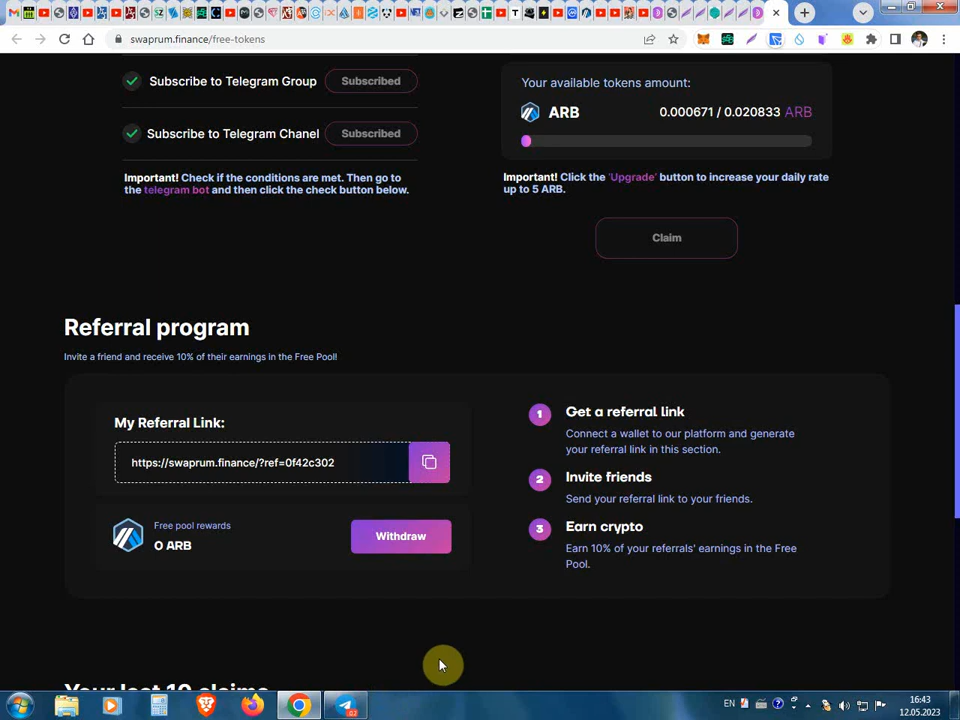 swaprum.finance/free-tokens
Subscribe to Telegram Group
Subscribed
Subscribe to Telegram Chanel
Subscribed
Important! Check if the conditions are met. Then go to
the telegram bot and then click the check button below.
Your available tokens amount:
ARB
0.000671 / 0.020833 ARB
Important! Click the 'Upgrade' button to increase your daily rate
up to 5 ARB.
Claim
Referral program
Invite a friend and receive 10% of their earnings in the Free Pool!
My Referral Link:
https://swaprum.finance/?ref=0f42c302
Free pool rewards
0 ARB
Withdraw
1
Get a referral link
Connect a wallet to our platform and generate
your referral link in this section.
2
Invite friends
Send your referral link to your friends.
3
Earn crypto
Earn 10% of your referrals' earnings in the Free
Pool.
Your last 10 claims
EN
16:43
12.05.2023